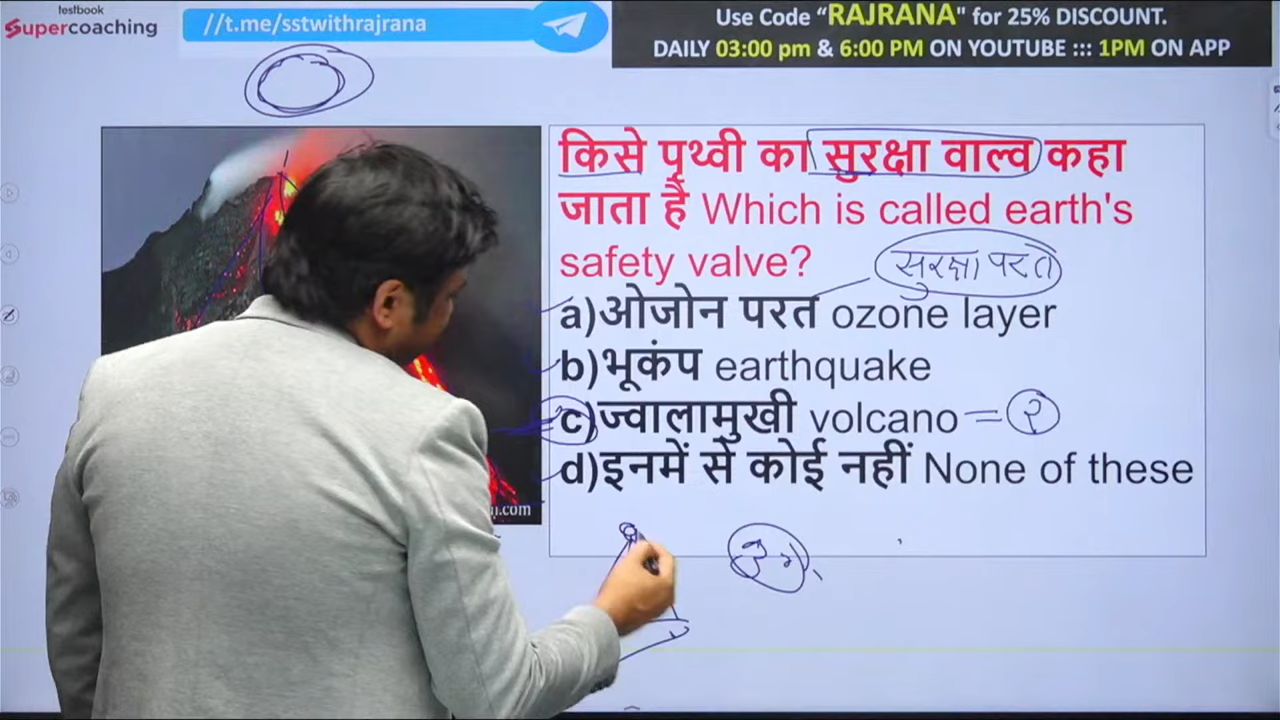 testbook
Supercoaching
//t.me/sstwithrajrana
Use Code “RAJRANA" for 25% DISCOUNT.
DAILY 03:00 pm & 6:00 PM ON YOUTUBE ::: 1PM ON APP
किसे पृथ्वी का सुरक्षा वाल्व कहा
जाता है Which is called earth's
safety valve?
सुरक्षा परत
a)ओजोन परत ozone layer
b)भूकंप earthquake
c)ज्वालामुखी volcano =
d)इनमें से कोई नहीं None of these
.com